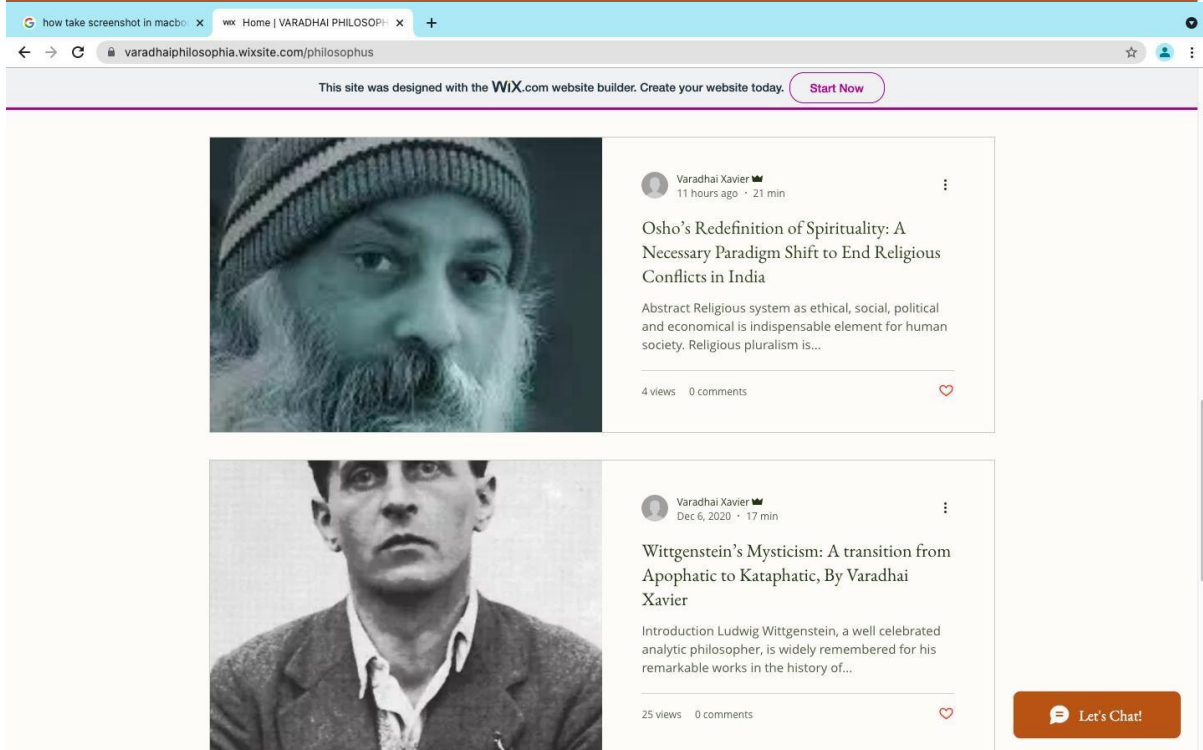 how take screenshot in macbo
WiX Home | VARADHAI PHILOSOPH
varadhaiphilosophia.wixsite.com/philosophus
This site was designed with the WiX.com website builder. Create your website today. Start Now
Varadhai Xavier
11 hours ago · 21 min
Osho’s Redefinition of Spirituality: A
Necessary Paradigm Shift to End Religious
Conflicts in India
Abstract Religious system as ethical, social, political
and economical is indispensable element for human
society. Religious pluralism is...
4 views 0 comments
Varadhai Xavier
Dec 6, 2020 · 17 min
Wittgenstein’s Mysticism: A transition from
Apophatic to Kataphatic, By Varadhai
Xavier
Introduction Ludwig Wittgenstein, a well celebrated
analytic philosopher, is widely remembered for his
remarkable works in the history of...
25 views 0 comments
Let's Chat!